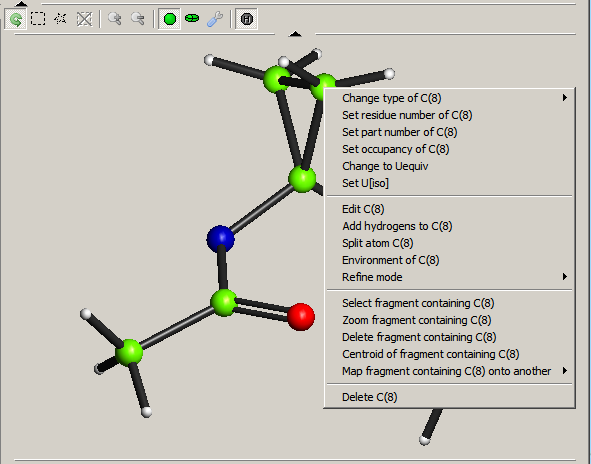 H
Change type of C(8)
Set residue number of C(8)
Set part number of C(8)
Set occupancy of C(8)
Change to Uequiv
Set U[iso]
Edit C(8)
Add hydrogens to C(8)
Split atom C(8)
Environment of C(8)
Refine mode
Select fragment containing C(8)
Zoom fragment containing C(8)
Delete fragment containing C(8)
Centroid of fragment containing C(8)
Map fragment containing C(8) onto another
Delete C(8)